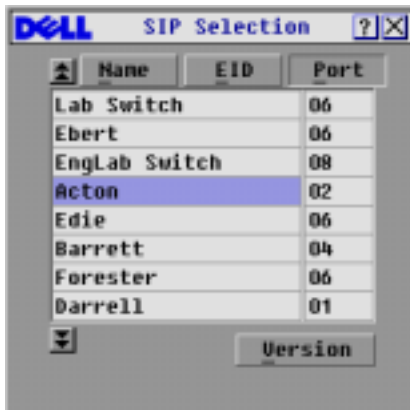 DELL SIP Selection ? X
Name EID Port
Lab Switch 06
Ebert 06
EngLab Switch 08
Acton 02
Edie 06
Barrett 04
Forester 06
Darrell 01
Version